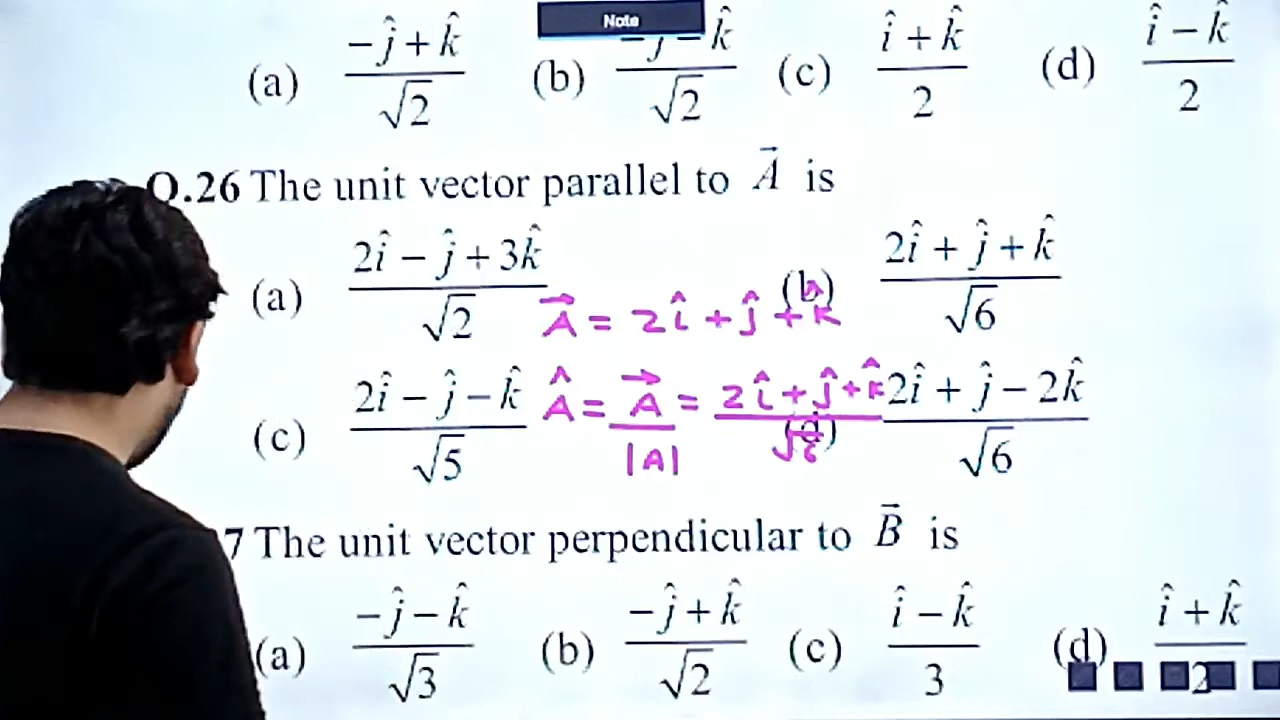 Note
(a) −ĵ + k̂ / √2 (b) −ĵ − k̂ / √2 (c) î + k̂ / 2 (d) î − k̂ / 2
Q.26 The unit vector parallel to A⃗ is
(a) 2î − ĵ + 3k̂ / √2 (b) 2î + ĵ + k̂ / √6
A⃗ = 2î + ĵ + k̂
(c) 2î − ĵ − k̂ / √5 (d) 2î + ĵ − 2k̂ / √6
Â = A⃗ / |A| = 2î + ĵ + k̂ / √6
7 The unit vector perpendicular to B⃗ is
(a) −ĵ − k̂ / √3 (b) −ĵ + k̂ / √2 (c) î − k̂ / 3 (d) î + k̂ / 2